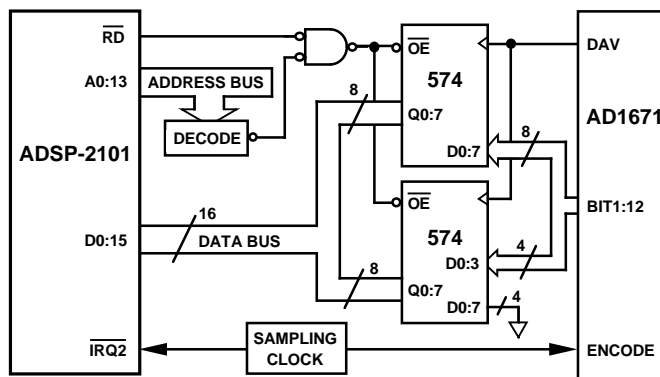 RD
DAV
OE
574
A0:13
ADDRESS BUS
8
Q0:7
8
AD1671
DECODE
D0:7
ADSP-2101
OE
BIT1:12
16
574
4
D0:15
DATA BUS
D0:3
8
Q0:7
D0:7
4
IRQ2
SAMPLING
CLOCK
ENCODE